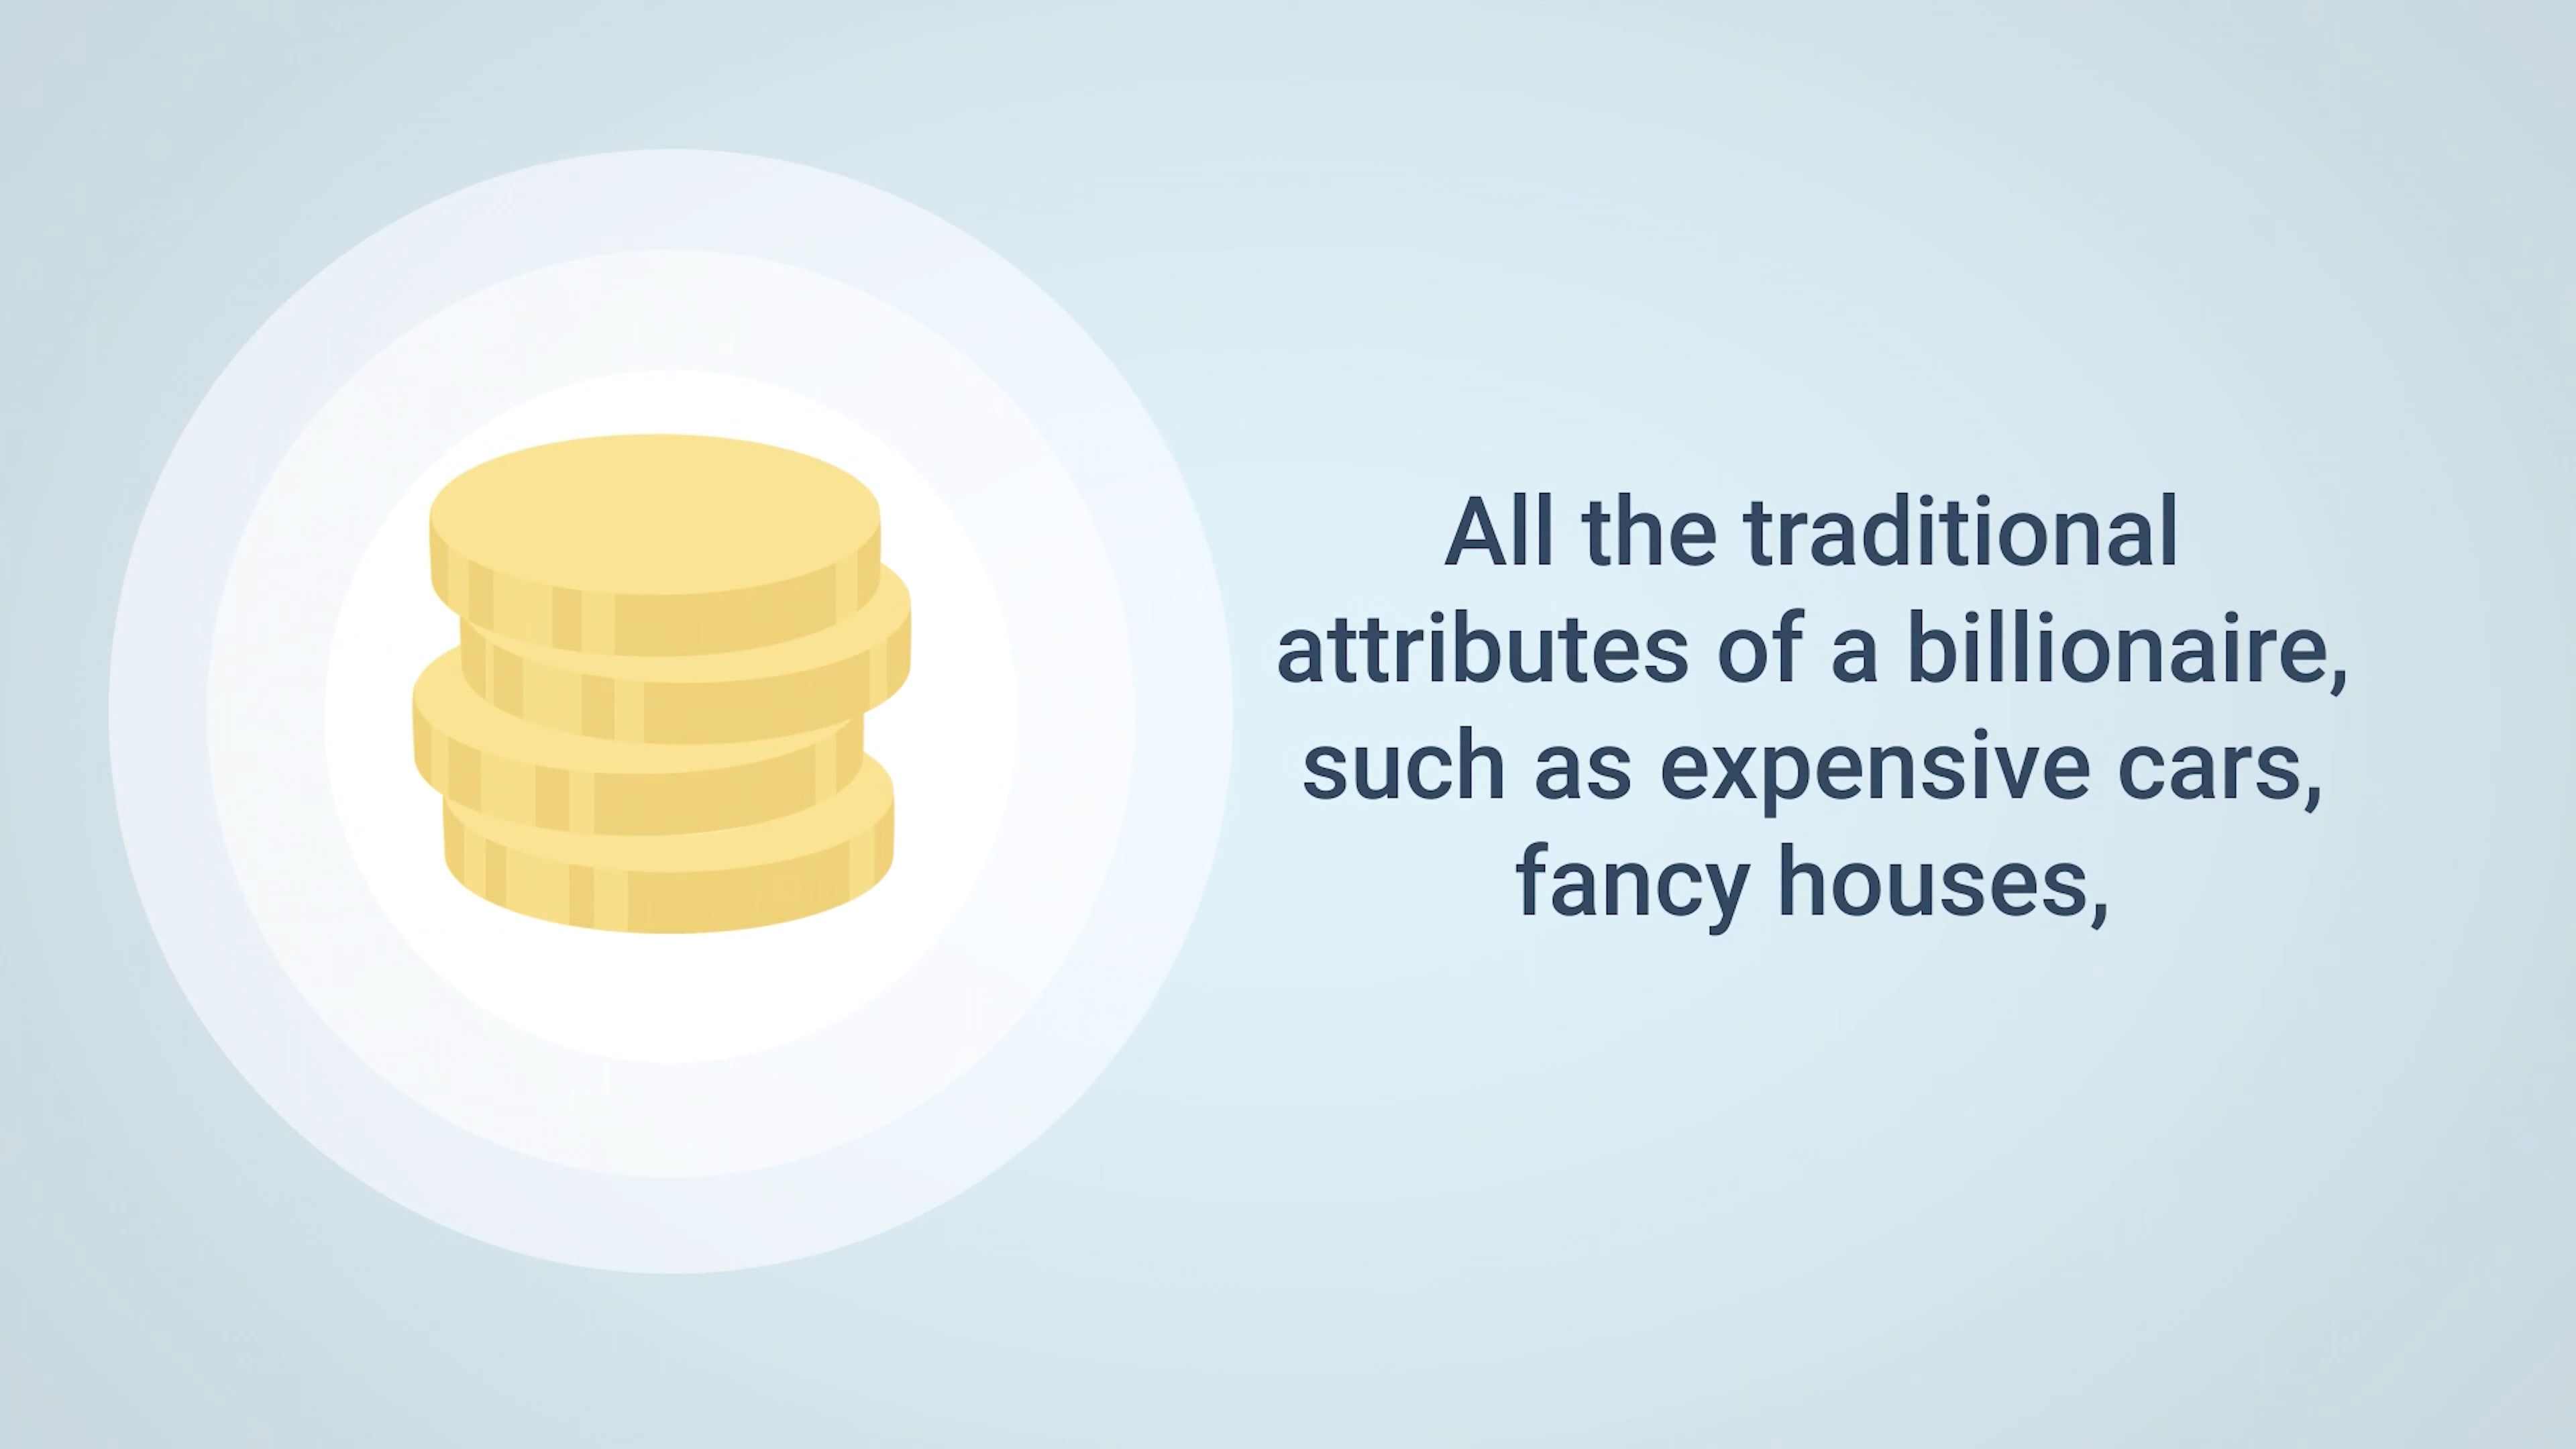 All the traditional
attributes of a billionaire,
such as expensive cars,
fancy houses,